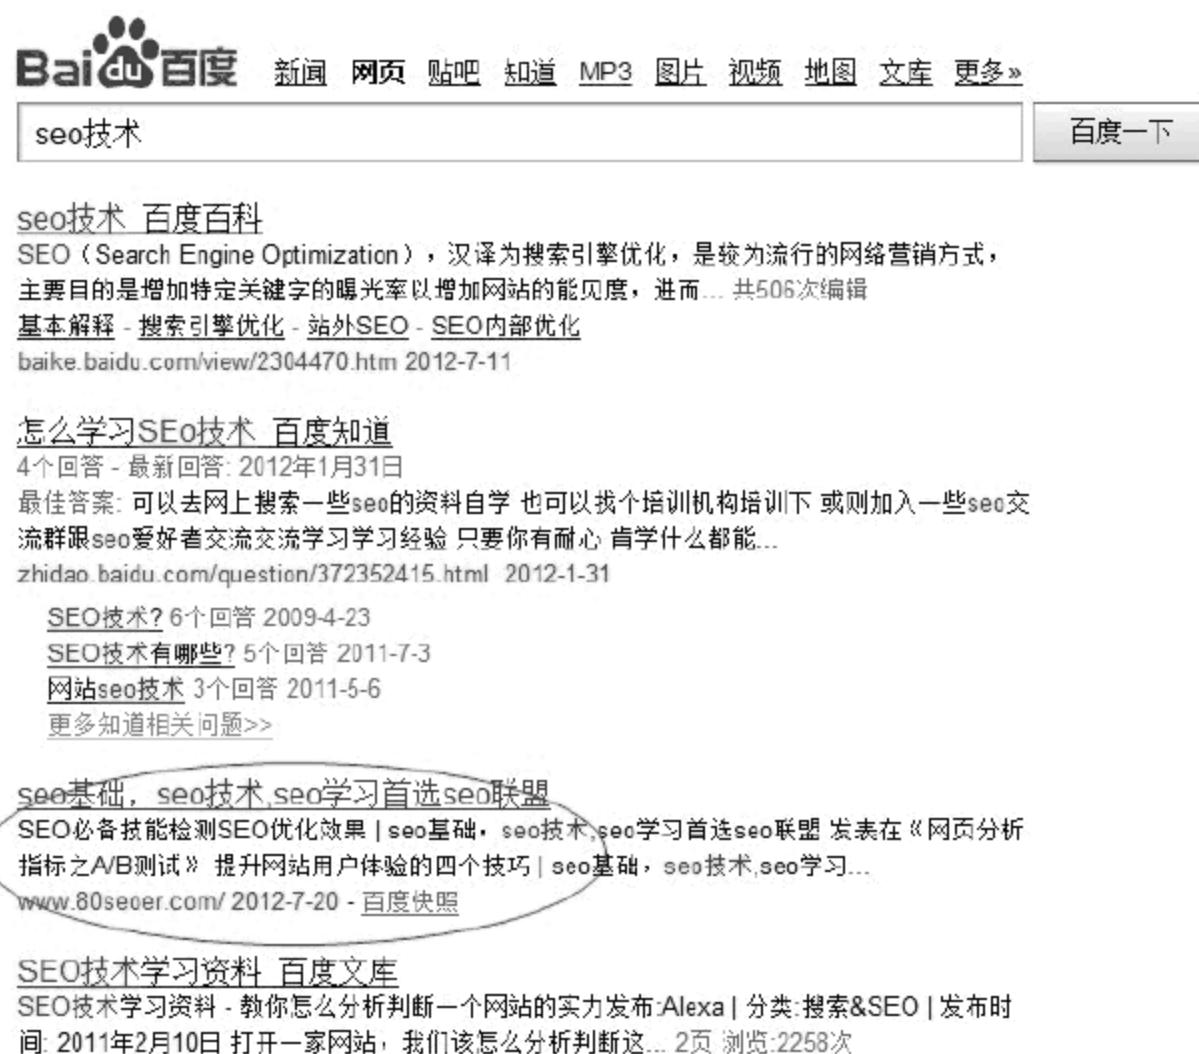 Bai du 百度 新闻 网页 贴吧 知道 MP3 图片 视频 地图 文库 更多»
seo技术 百度一下
seo技术_百度百科
SEO（Search Engine Optimization），汉译为搜索引擎优化，是较为流行的网络营销方式，
主要目的是增加特定关键字的曝光率以增加网站的能见度，进而... 共506次编辑
基本解释 - 搜索引擎优化 - 站外SEO - SEO内部优化
baike.baidu.com/view/2304470.htm 2012-7-11
怎么学习SEo技术_百度知道
4个回答 - 最新回答: 2012年1月31日
最佳答案: 可以去网上搜索一些seo的资料自学 也可以找个培训机构培训下 或则加入一些seo交
流群跟seo爱好者交流交流学习学习经验 只要你有耐心 肯学什么都能...
zhidao.baidu.com/question/372352415.html 2012-1-31
SEO技术? 6个回答 2009-4-23
SEO技术有哪些? 5个回答 2011-7-3
网站seo技术 3个回答 2011-5-6
更多知道相关问题>>
seo基础，seo技术,seo学习首选seo联盟
SEO必备技能检测SEO优化效果 | seo基础，seo技术,seo学习首选seo联盟 发表在《网页分析
指标之A/B测试》 提升网站用户体验的四个技巧 | seo基础，seo技术,seo学习...
www.80seoer.com/ 2012-7-20 - 百度快照
SEO技术学习资料_百度文库
SEO技术学习资料 - 教你怎么分析判断一个网站的实力发布:Alexa | 分类:搜索&SEO | 发布时
间: 2011年2月10日 打开一家网站，我们该怎么分析判断这... 2页 浏览:2258次